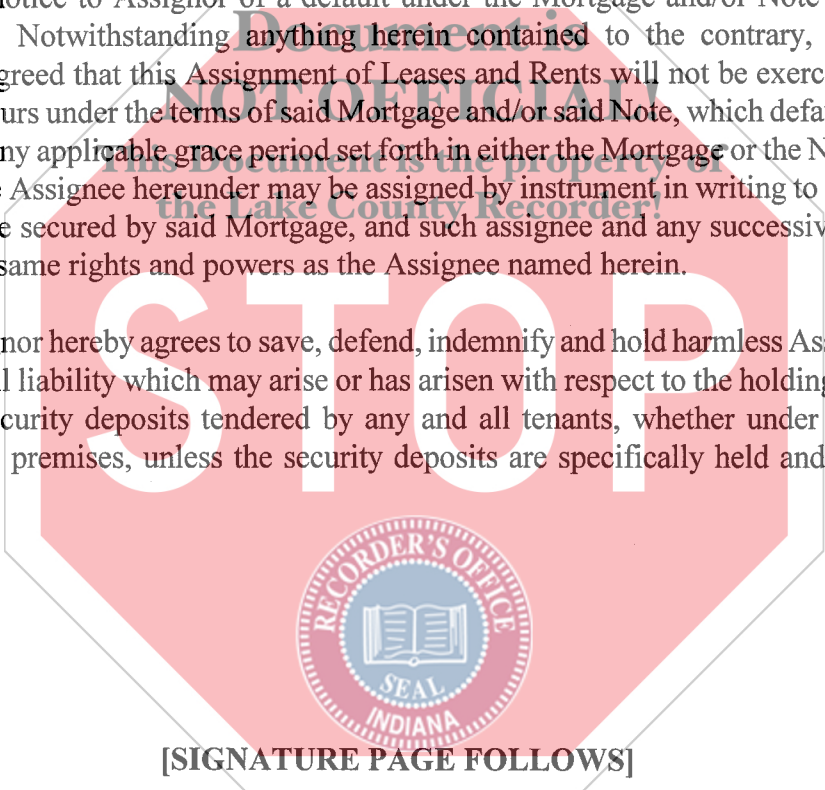 notice to Assignor of a default under the Mortgage and/or Note
Notwithstanding anything herein contained to the contrary,
greed that this Assignment of Leases and Rents will not be exerc
urs under the terms of said Mortgage and/or said Note, which defa
ny applicable grace period set forth in either the Mortgage or the N
e Assignee hereunder may be assigned by instrument in writing to
e secured by said Mortgage, and such assignee and any successiv
same rights and powers as the Assignee named herein.
nor hereby agrees to save, defend, indemnify and hold harmless Ass
l liability which may arise or has arisen with respect to the holding
curity deposits tendered by any and all tenants, whether under
premises, unless the security deposits are specifically held and
[SIGNATURE PAGE FOLLOWS]
Document is
NOT OFFICIAL!
This Document is the property of
the Lake County Recorder!
STOP
RECORDER'S OFFICE
SEAL
INDIANA